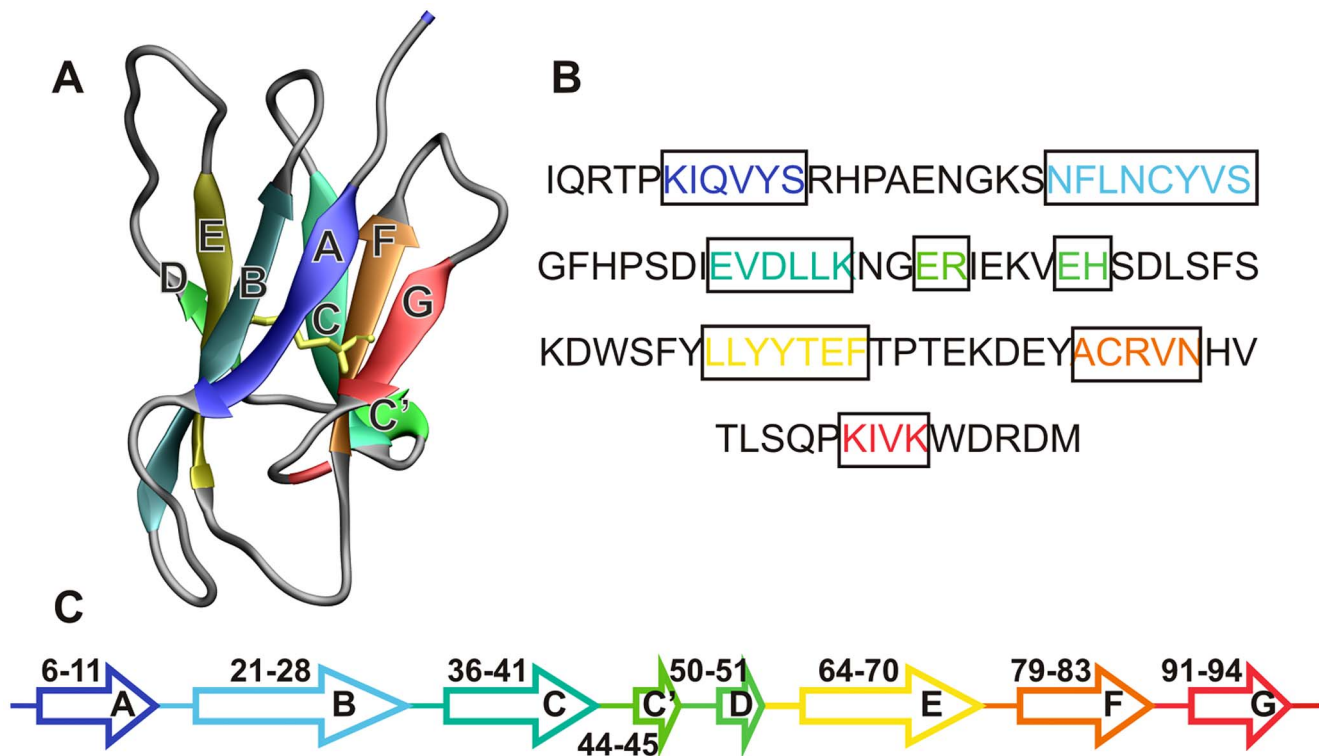 A
B
E
D
B
A
F
C
G
C'
IQRTPKIQVYSRHPAENGKSNFLNCYVS
GFHPSDIEVDLLKNGERIEKVEHSDLSFS
KDWSFYLLYYTEFTPTEKDEYACRVNHV
TLSQPKIVKWDRDM
C
6-11 21-28 36-41 50-51 64-70 79-83 91-94
A B C C' D E F G
44-45